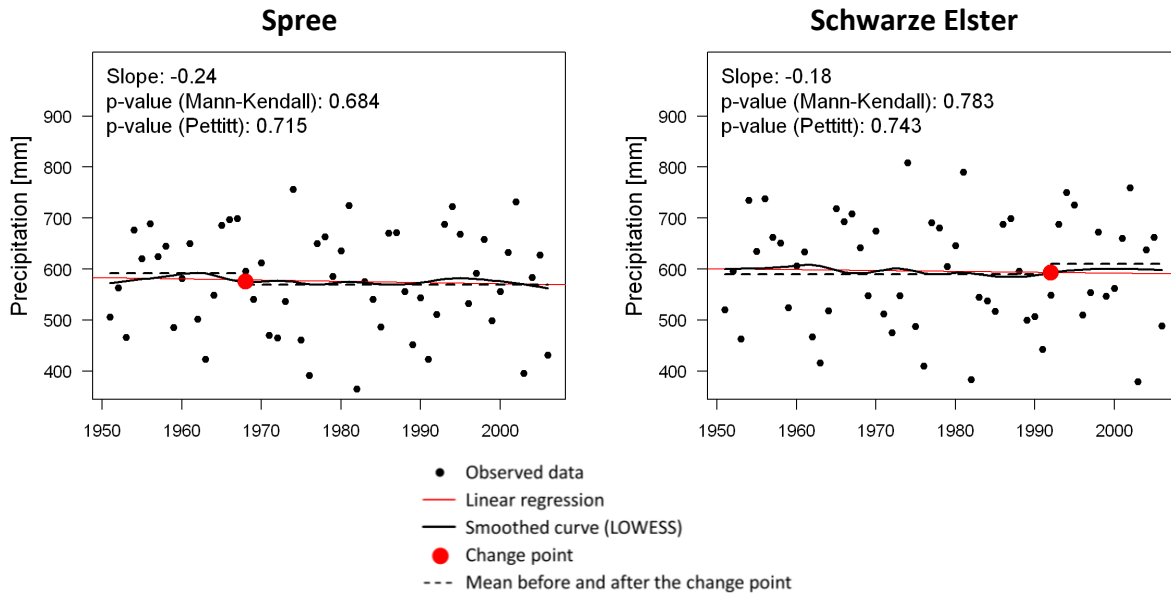 Spree
Slope: -0.24
p-value (Mann-Kendall): 0.684
p-value (Pettitt): 0.715
Precipitation [mm]
900
800
700
600
500
400
1950
1960
1970
1980
1990
2000
Schwarze Elster
Slope: -0.18
p-value (Mann-Kendall): 0.783
p-value (Pettitt): 0.743
Precipitation [mm]
900
800
700
600
500
400
1950
1960
1970
1980
1990
2000
Observed data
Linear regression
Smoothed curve (LOWESS)
Change point
Mean before and after the change point